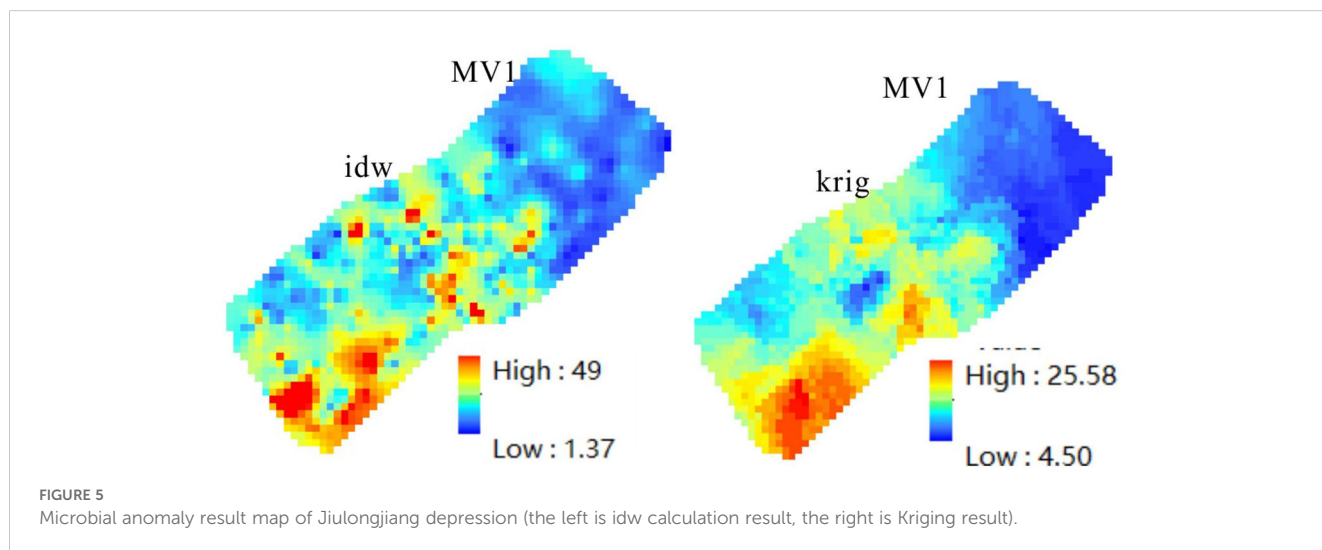 MV1
idw
High : 49
Low : 1.37
MV1
krig
High : 25.58
Low : 4.50
FIGURE 5
Microbial anomaly result map of Jiulongjiang depression (the left is idw calculation result, the right is Kriging result).